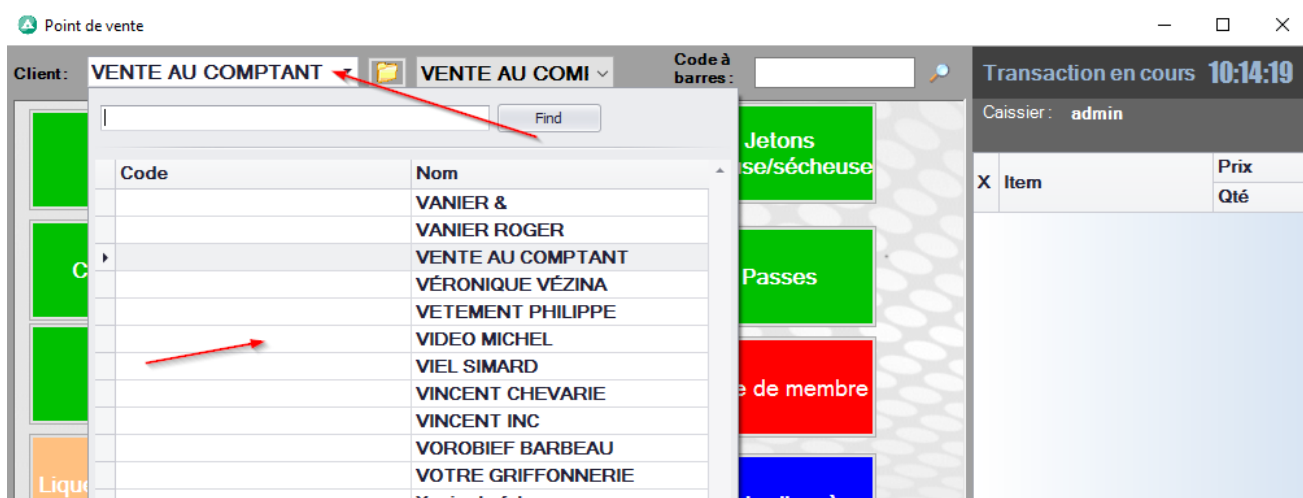 Point de vente
Client: VENTE AU COMPTANT VENTE AU COMI Code à barres:
Transaction en cours 10:14:19
Caissier: admin
Find
Code Nom
VANIER &
VANIER ROGER
VENTE AU COMPTANT
VÉRONIQUE VÉZINA
VETEMENT PHILIPPE
VIDEO MICHEL
VIEL SIMARD
VINCENT CHEVARIE
VINCENT INC
VOROBIEF BARBEAU
VOTRE GRIFFONNERIE
Jetons
se/sécheuse
Passes
e de membre
C
Lique
X Item Prix
Qté